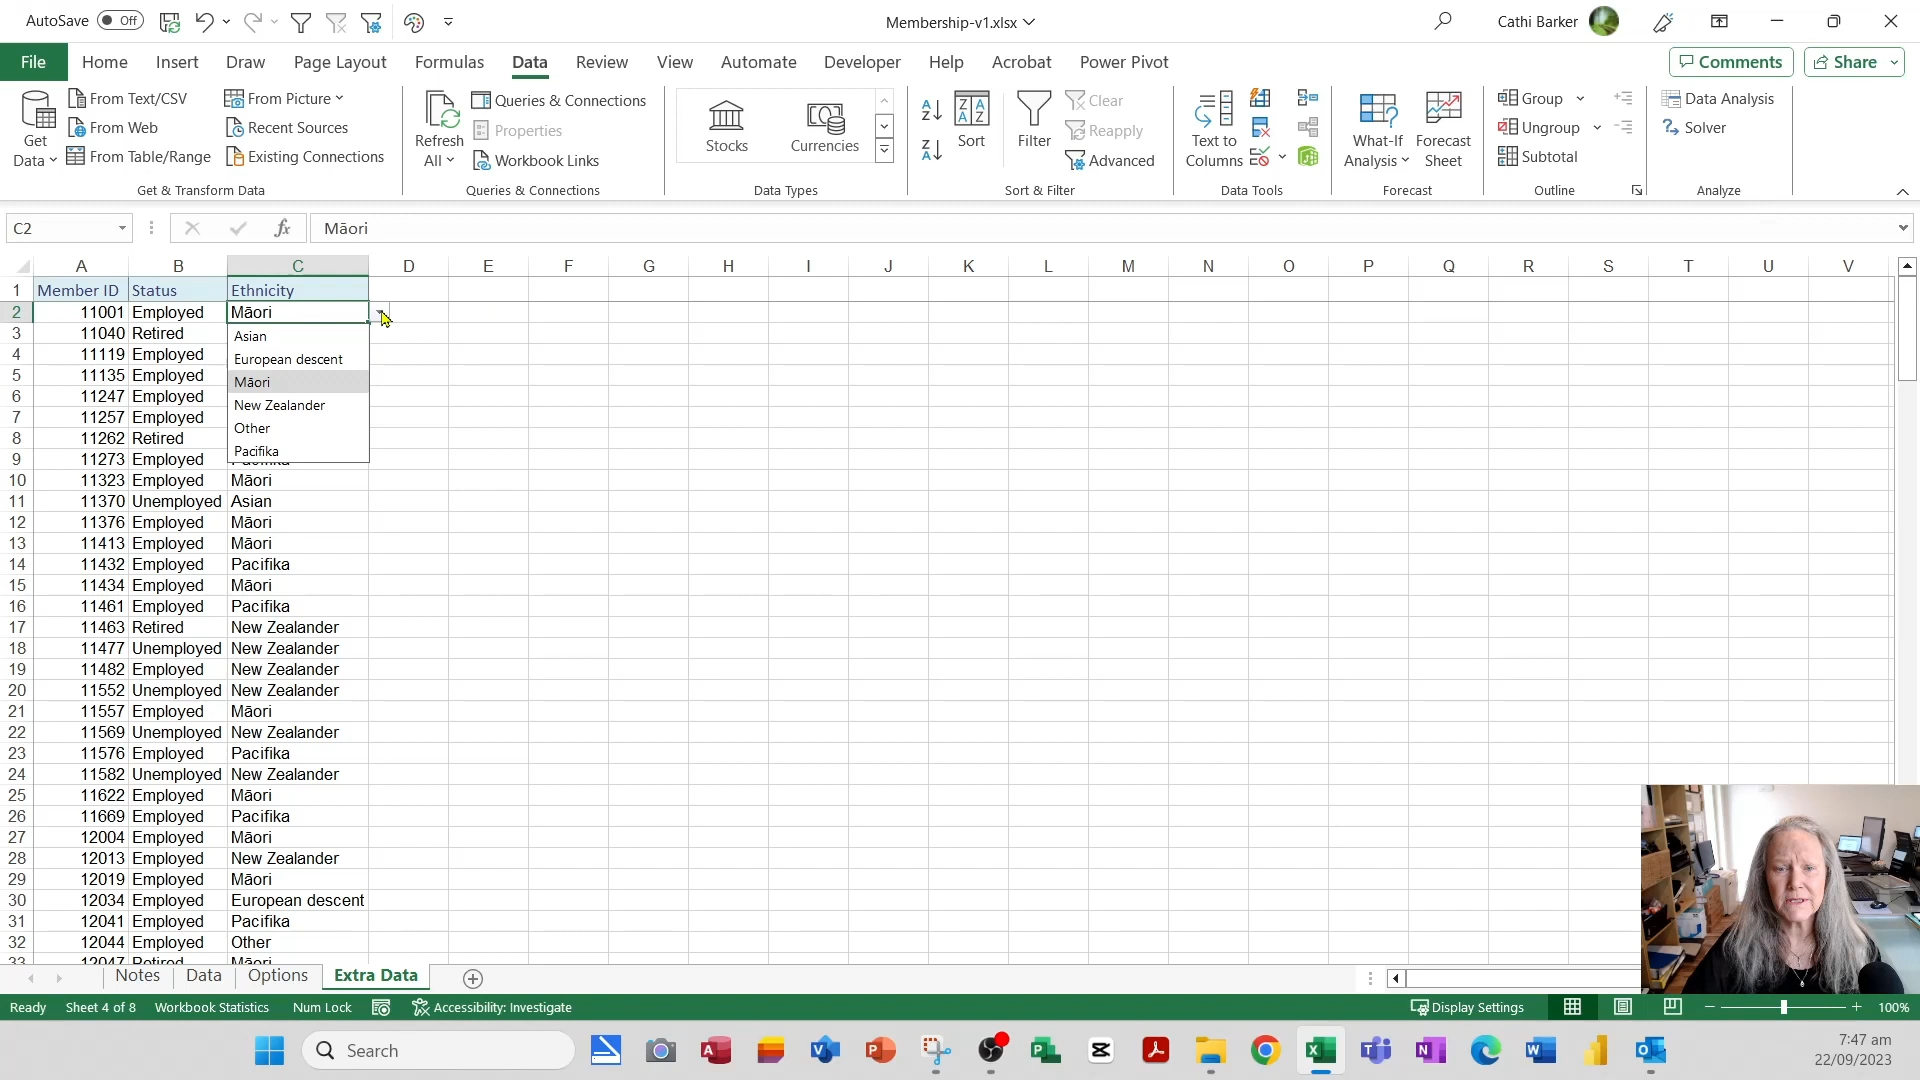 AutoSave Off Membership-v1.xlsx Cathi Barker
File Home Insert Draw Page Layout Formulas Data Review View Automate Developer Help Acrobat Power Pivot Comments Share
Get Data
From Text/CSV
From Web
From Table/Range
From Picture
Recent Sources
Existing Connections
Get & Transform Data
Refresh All
Queries & Connections
Properties
Workbook Links
Queries & Connections
Stocks
Currencies
Data Types
Sort
Filter
Clear
Reapply
Advanced
Sort & Filter
Text to Columns
Data Tools
What-If Analysis
Forecast Sheet
Forecast
Group
Ungroup
Subtotal
Outline
Data Analysis
Solver
Analyze
C2 fx Māori
A B C D E F G H I J K L M N O P Q R S T U V
1 Member ID Status Ethnicity
2 11001 Employed Māori
3 11040 Retired
4 11119 Employed
5 11135 Employed
6 11247 Employed
7 11257 Employed
8 11262 Retired
9 11273 Employed
Asian
European descent
Māori
New Zealander
Other
Pacifika
10 11323 Employed Māori
11 11370 Unemployed Asian
12 11376 Employed Māori
13 11413 Employed Māori
14 11432 Employed Pacifika
15 11434 Employed Māori
16 11461 Employed Pacifika
17 11463 Retired New Zealander
18 11477 Unemployed New Zealander
19 11482 Employed New Zealander
20 11552 Unemployed New Zealander
21 11557 Employed Māori
22 11569 Unemployed New Zealander
23 11576 Employed Pacifika
24 11582 Unemployed New Zealander
25 11622 Employed Māori
26 11669 Employed Pacifika
27 12004 Employed Māori
28 12013 Employed New Zealander
29 12019 Employed Māori
30 12034 Employed European descent
31 12041 Employed Pacifika
32 12044 Employed Other
33 12047 Retired Māori
Notes Data Options Extra Data
Ready Sheet 4 of 8 Workbook Statistics Num Lock Accessibility: Investigate Display Settings 100%
Search
7:47 am
22/09/2023